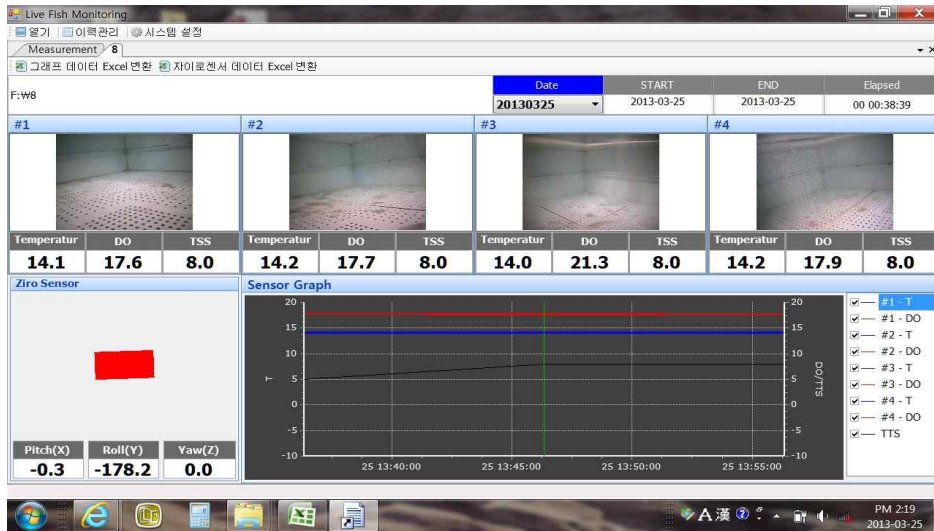 Live Fish Monitoring
열기 이력관리 시스템 설정
Measurement 8
그래프 데이터 Excel 변환 자이로센서 데이터 Excel 변환
F:₩8
Date START END Elapsed
20130325 2013-03-25 2013-03-25 00 00:38:39
#1 #2 #3 #4
Temperatur DO TSS Temperatur DO TSS Temperatur DO TSS Temperatur DO TSS
14.1 17.6 8.0 14.2 17.7 8.0 14.0 21.3 8.0 14.2 17.9 8.0
Ziro Sensor
Pitch(X) Roll(Y) Yaw(Z)
-0.3 -178.2 0.0
Sensor Graph
20 20
15 15
10 10
5 5
0 0
-5 -5
-10 -10
T
DO/TTS
25 13:40:00 25 13:45:00 25 13:50:00 25 13:55:00
#1 - T
#1 - DO
#2 - T
#2 - DO
#3 - T
#3 - DO
#4 - T
#4 - DO
TTS
A 漢
PM 2:19
2013-03-25